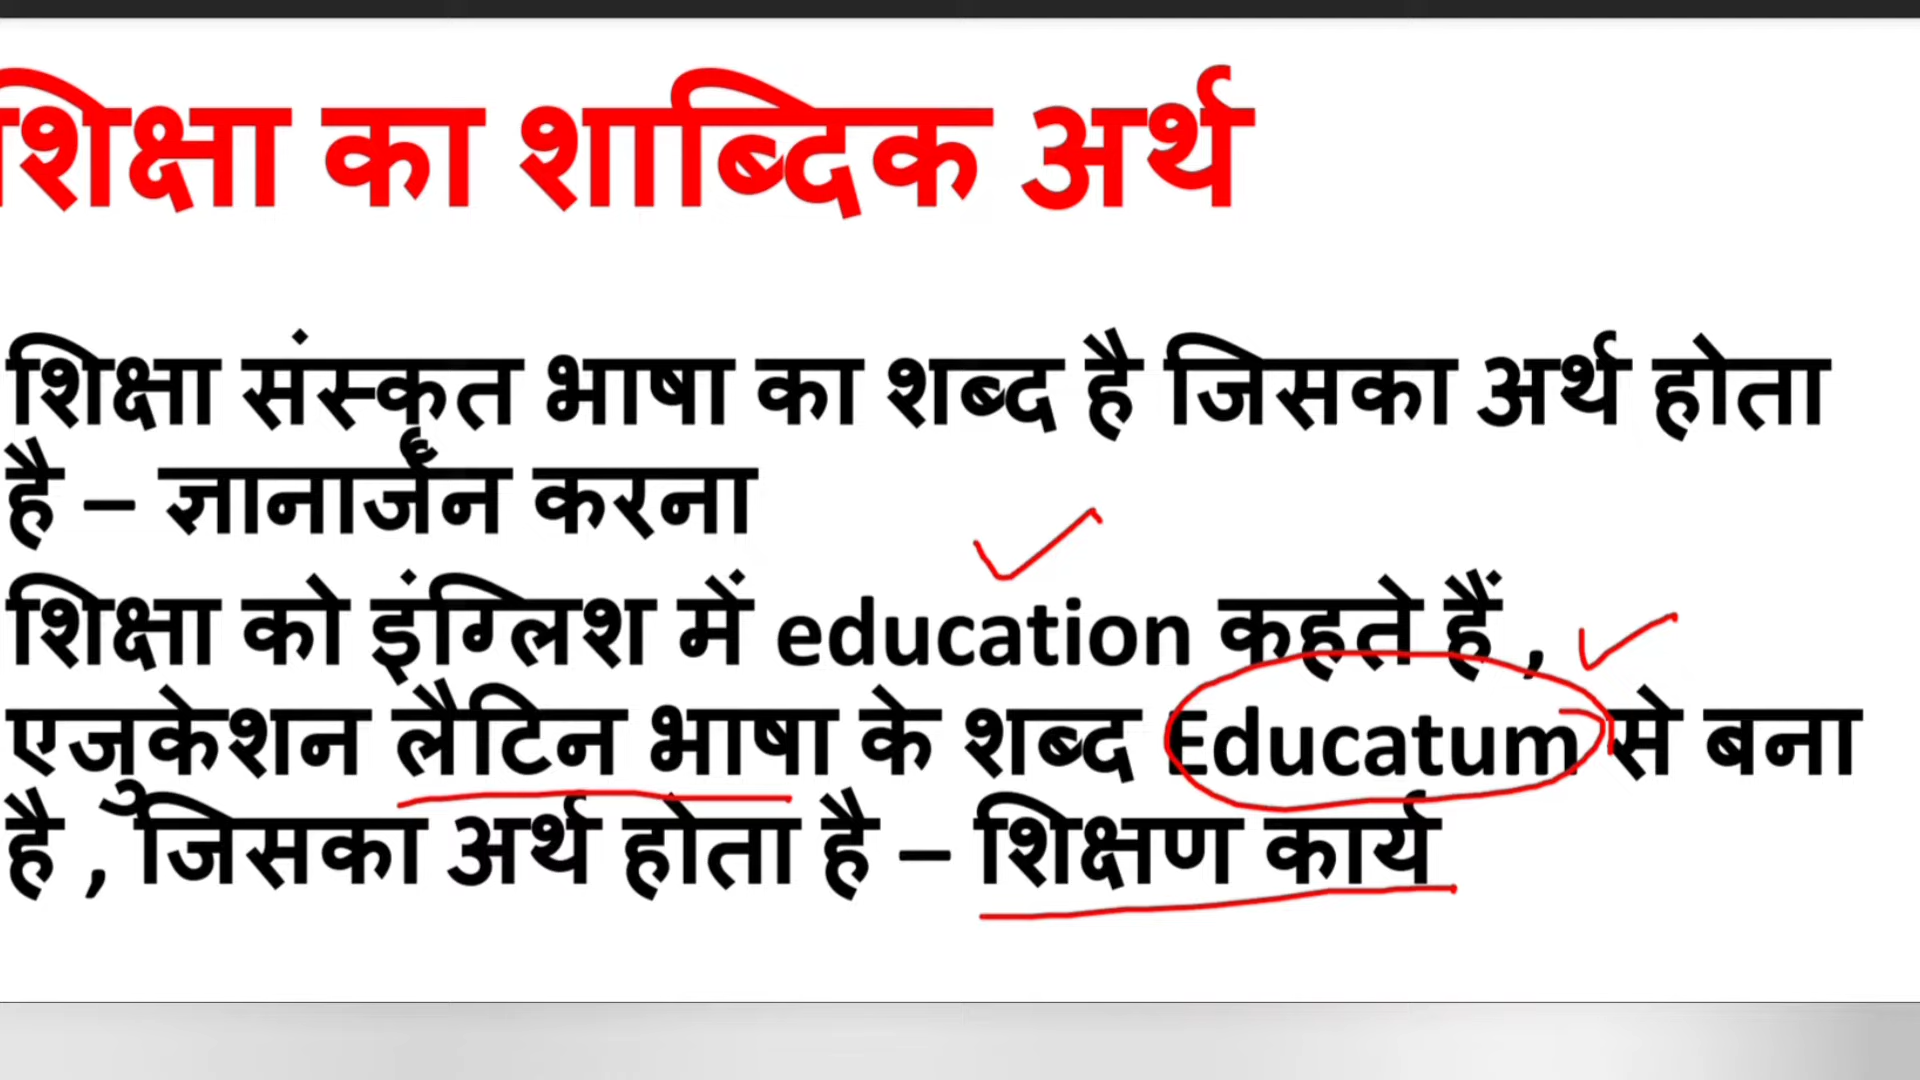 शिक्षा का शाब्दिक अर्थ
शिक्षा संस्कृत भाषा का शब्द है जिसका अर्थ होता
है – ज्ञानार्जन करना
शिक्षा को इंग्लिश में education कहते हैं ,
एजुकेशन लैटिन भाषा के शब्द Educatum से बना
है , जिसका अर्थ होता है – शिक्षण कार्य